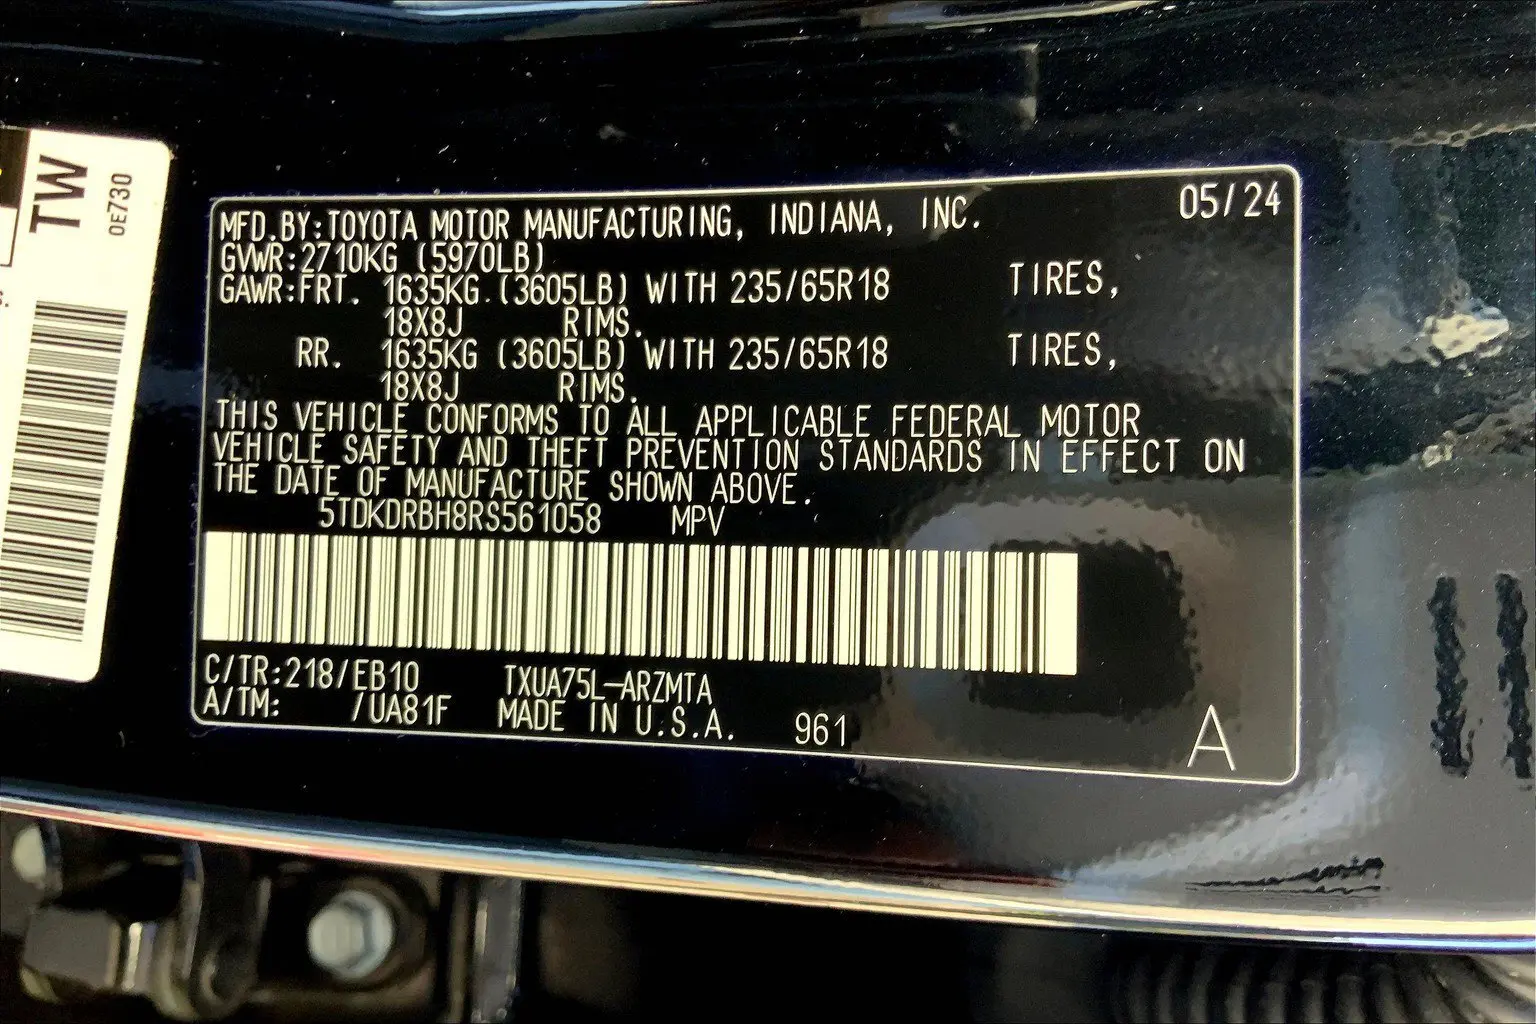 TW
0E730
MFD.BY:TOYOTA MOTOR MANUFACTURING, INDIANA, INC. 05/24
GVWR:2710KG (5970LB)
GAWR:FRT. 1635KG (3605LB) WITH 235/65R18 TIRES,
18X8J RIMS.
RR. 1635KG (3605LB) WITH 235/65R18 TIRES,
18X8J RIMS.
THIS VEHICLE CONFORMS TO ALL APPLICABLE FEDERAL MOTOR
VEHICLE SAFETY AND THEFT PREVENTION STANDARDS IN EFFECT ON
THE DATE OF MANUFACTURE SHOWN ABOVE.
5TDKDRBH8RS561058 MPV
C/TR:218/EB10 TXUA75L-ARZMTA
A/TM: /UA81F MADE IN U.S.A. 961 A